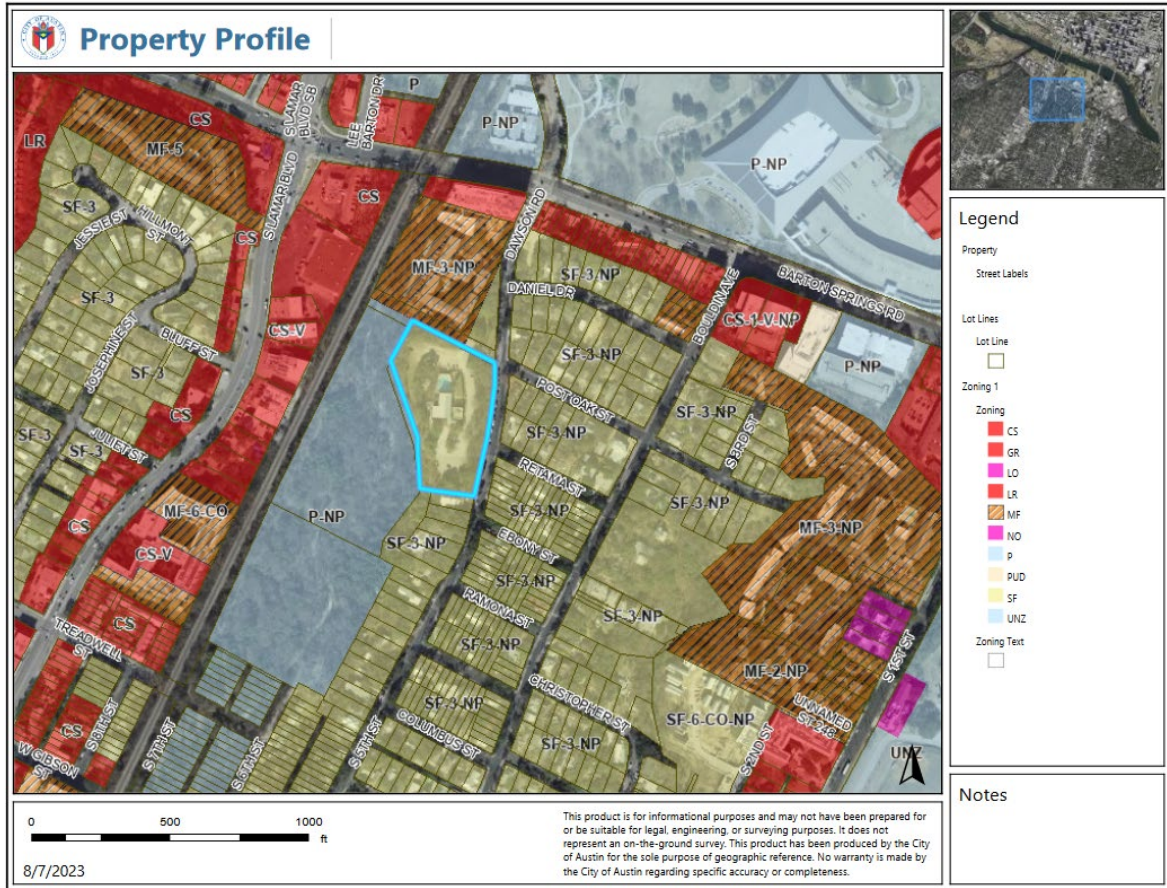 CITY OF AUSTIN
Property Profile
P
P-NP
CS
S LAMAR
BLVD SB
LEE
BARTON DR
LR
MF-5
S LAMAR BLVD
CS
P-NP
SF-3
HILLMONT
ST
JESSIE ST
CS
DAWSON RD
MF-3-NP
SF-3-NP
DANIEL DR
BOULDIN AVE
BARTON SPRINGS RD
SF-3
CS-V
CS-1-V-NP
JOSEPHINE ST
BLUFF ST
SF-3
SF-3-NP
P-NP
POST OAK ST
CS
SF-3-NP
S 3RD ST
SF-3
JULIET ST
SF-3
SF-3-NP
RETAMA ST
SF-3-NP
MF-6-CO
P-NP
SF-3-NP
MF-3-NP
CS
SF-3-NP
EBONY ST
CS-V
SF-3-NP
RAMONA ST
SF-3-NP
TREADWELL
ST
CS
SF-3-NP
S 1ST ST
MF-2-NP
CHRISTOPHER ST
SF-3-NP
UNNAMED
ST-246
CS
S 6TH ST
S 7TH ST
S 6TH ST
S 5TH ST
COLUMBUS ST
SF-6-CO-NP
SF-3-NP
S 2ND ST
W GIBSON
ST
UNZ
0 500 1000
ft
8/7/2023
This product is for informational purposes and may not have been prepared for
or be suitable for legal, engineering, or surveying purposes. It does not
represent an on-the-ground survey. This product has been produced by the City
of Austin for the sole purpose of geographic reference. No warranty is made by
the City of Austin regarding specific accuracy or completeness.
Legend
Property
Street Labels
Lot Lines
Lot Line
Zoning 1
Zoning
CS
GR
LO
LR
MF
NO
P
PUD
SF
UNZ
Zoning Text
Notes